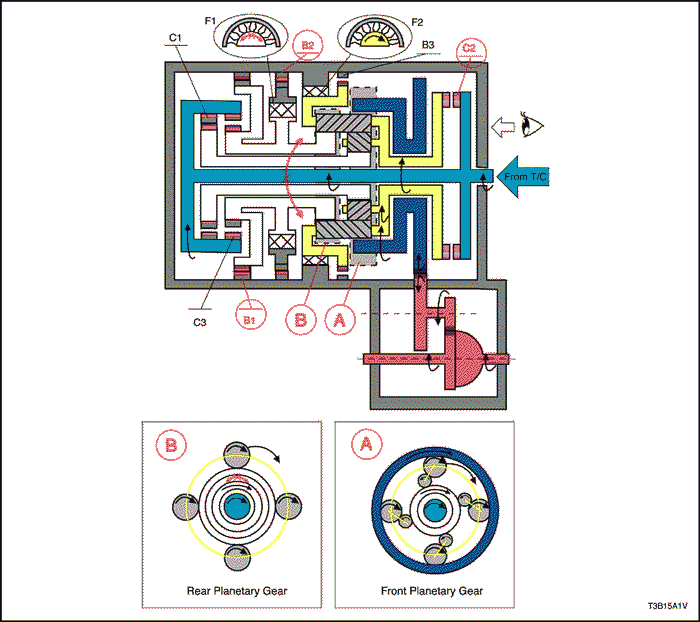 F1
F2
C1
B2
B3
C2
From T/C
C3
B1
B
A
B
A
Rear Planetary Gear
Front Planetary Gear
T3B15A1V